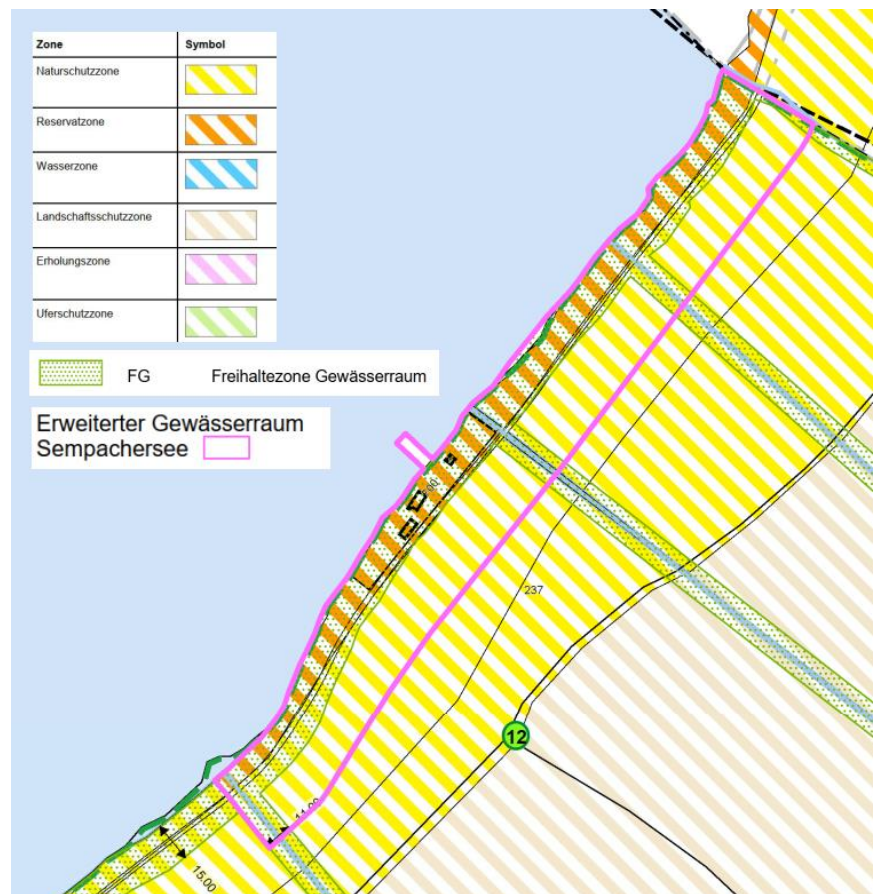 Zone Symbol
Naturschutzzone
Reservatzone
Wasserzone
Landschaftsschutzzone
Erholungszone
Uferschutzzone
FG Freihaltezone Gewässerraum
Erweiterter Gewässerraum
Sempachersee
237
12
15.00